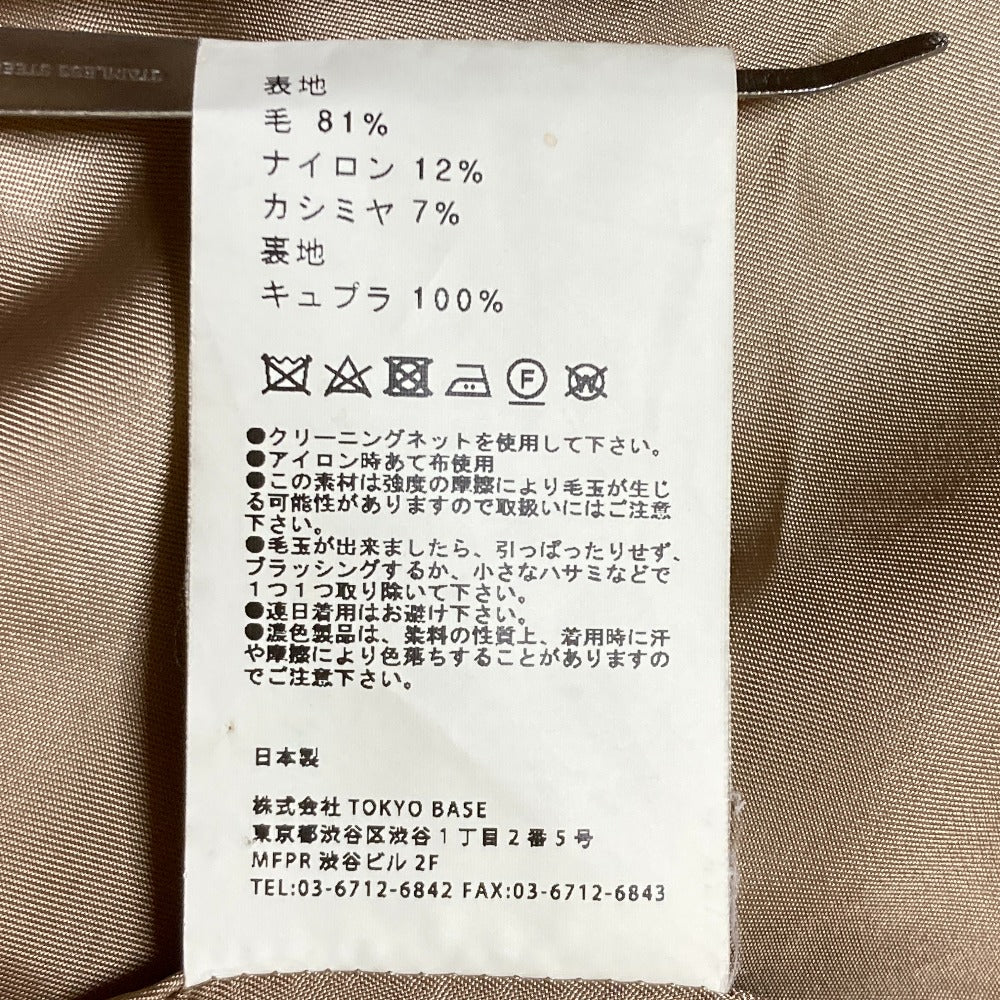 STAINLESS STEEL
表地
毛 81%
ナイロン 12%
カシミヤ 7%
裏地
キュプラ 100%
F W
●クリーニングネットを使用して下さい。
●アイロン時あて布使用
●この素材は強度の摩擦により毛玉が生じ
る可能性がありますので取扱いにはご注意
下さい。
●毛玉が出来ましたら、引っぱったりせず、
ブラッシングするか、小さなハサミなどで
1つ1つ取り除いて下さい。
●連日着用はお避け下さい。
●濃色製品は、染料の性質上、着用時に汗
や摩擦により色落ちすることがありますの
でご注意下さい。
日本製
株式会社 TOKYO BASE
東京都渋谷区渋谷1丁目2番5号
MFPR 渋谷ビル 2F
TEL:03-6712-6842 FAX:03-6712-6843